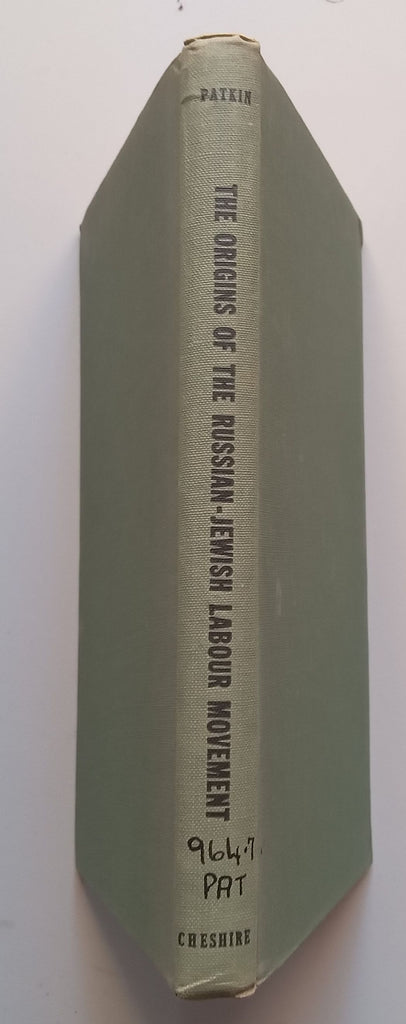 PATKIN
THE ORIGINS OF THE RUSSIAN-JEWISH LABOUR MOVEMENT
964.7.
PAT
CHESHIRE